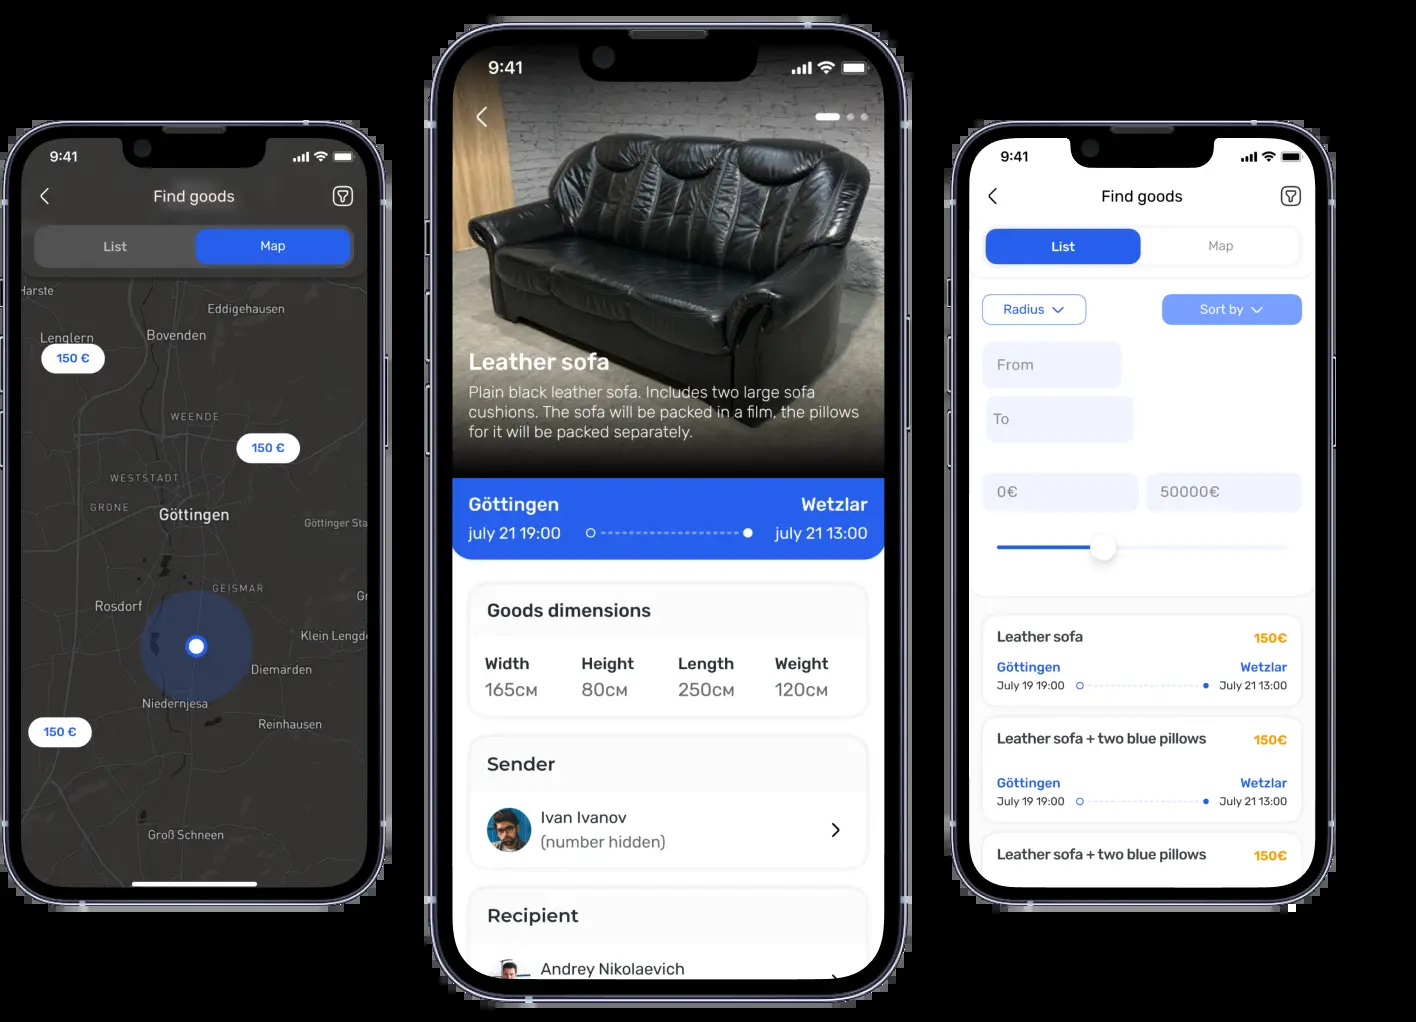 9:41
Find goods
List
Map
Harste
Eddigehausen
Lenglern
Bovenden
150 €
WEENDE
150 €
WESTSTADT
GRONE
Göttingen
Göttinger Sta
GEISMAR
Rosdorf
Gr
Klein Lengde
Diemarden
Niedernjesa
Reinhausen
150 €
Groß Schneen
9:41
Leather sofa
Plain black leather sofa. Includes two large sofa
cushions. The sofa will be packed in a film, the pillows
for it will be packed separately.
Göttingen
Wetzlar
july 21 19:00
july 21 13:00
Goods dimensions
Width Height Length Weight
165см 80см 250см 120см
Sender
Ivan Ivanov
(number hidden)
Recipient
Andrey Nikolaevich
9:41
Find goods
List
Map
Radius
Sort by
From
To
0€
50000€
Leather sofa
150€
Göttingen
Wetzlar
July 19 19:00
July 21 13:00
Leather sofa + two blue pillows
150€
Göttingen
Wetzlar
July 19 19:00
July 21 13:00
Leather sofa + two blue pillows
150€